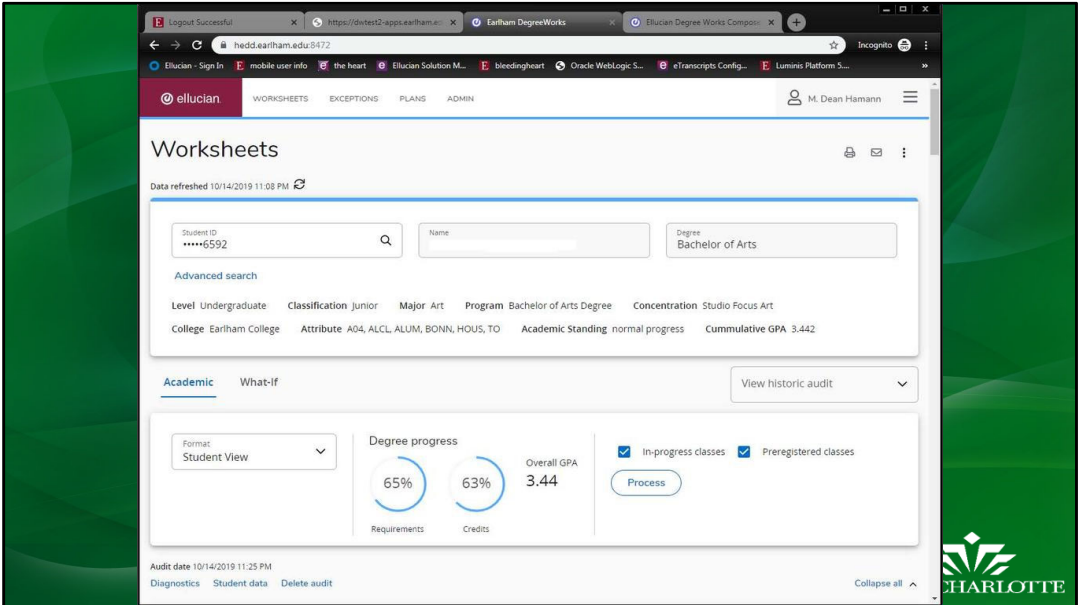 Logout Successful
https://dwtest2-apps.earlham.ed
Earlham DegreeWorks
Ellucian Degree Works Compone
hedd.earlham.edu:8472
Incognito
Ellucian - Sign In
mobile user info
the heart
Ellucian Solution M...
bleedingheart
Oracle WebLogic S...
eTranscripts Config...
Luminis Platform 5....
»
ellucian
WORKSHEETS EXCEPTIONS PLANS ADMIN
M. Dean Hamann
Worksheets
Data refreshed 10/14/2019 11:08 PM
Student ID
•••••6592
Name
Degree
Bachelor of Arts
Advanced search
Level Undergraduate Classification Junior Major Art Program Bachelor of Arts Degree Concentration Studio Focus Art
College Earlham College Attribute A04, ALCL, ALUM, BONN, HOUS, TO Academic Standing normal progress Cummulative GPA 3.442
Academic What-If
View historic audit
Format
Student View
Degree progress
65%
Requirements
63%
Credits
Overall GPA
3.44
In-progress classes Preregistered classes
Process
Audit date 10/14/2019 11:25 PM
Diagnostics Student data Delete audit
Collapse all
CHARLOTTE